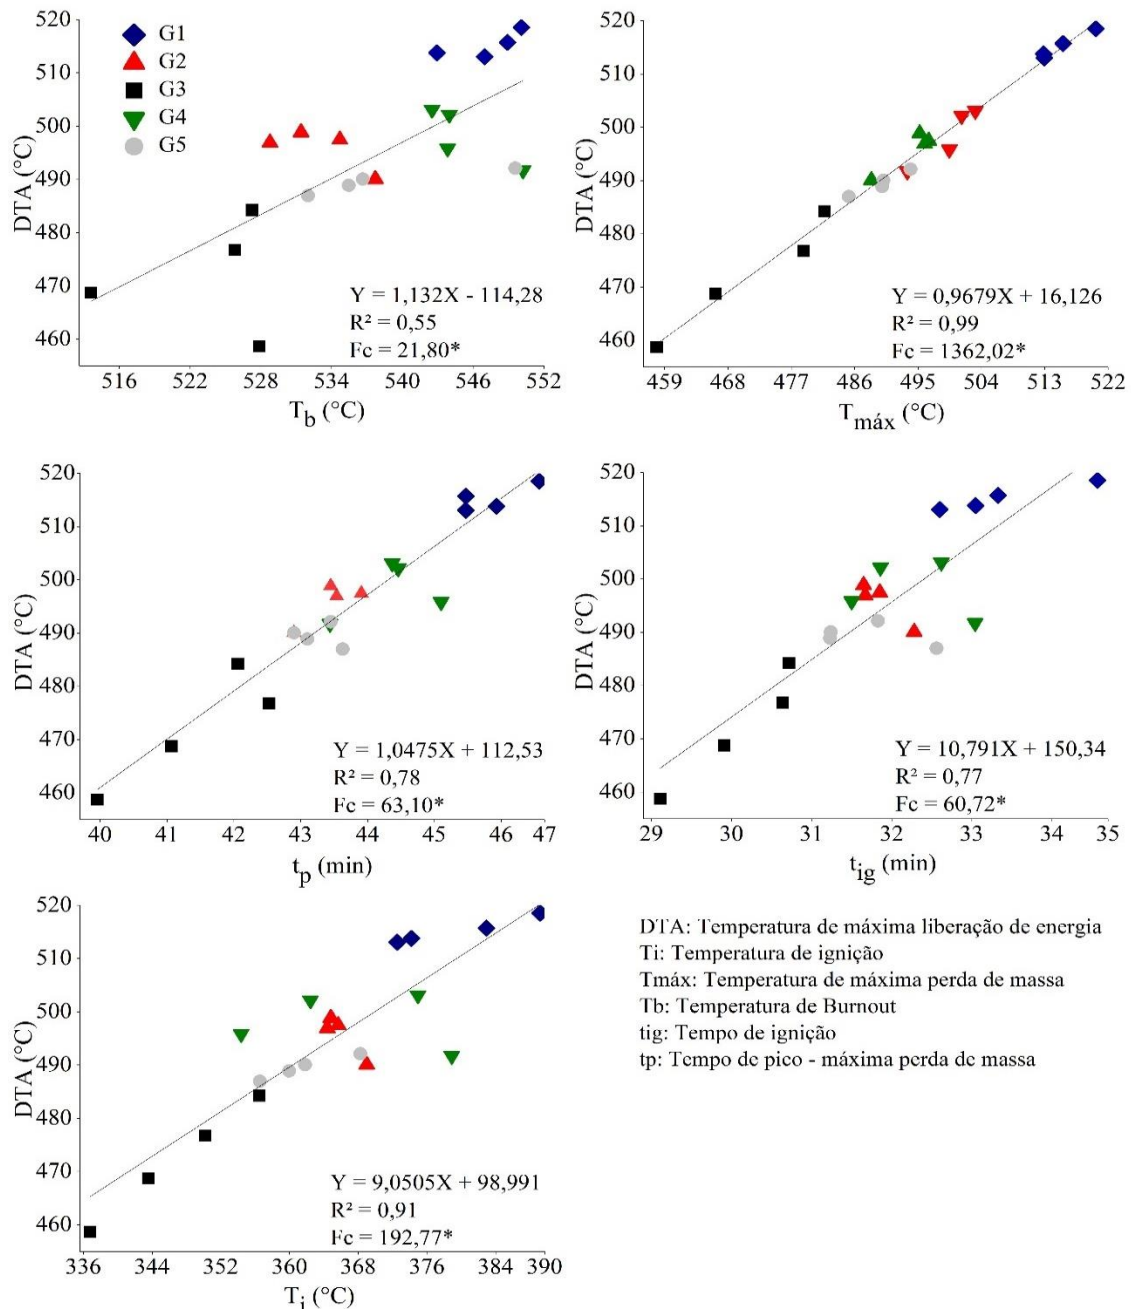 520
510
500
490
480
470
460
DTA (°C)
G1
G2
G3
G4
G5
Y = 1,132X - 114,28
R² = 0,55
Fc = 21,80*
516 522 528 534 540 546 552
T_b (°C)
520
510
500
490
480
470
460
DTA (°C)
Y = 0,9679X + 16,126
R² = 0,99
Fc = 1362,02*
459 468 477 486 495 504 513 522
T_máx (°C)
520
510
500
490
480
470
460
DTA (°C)
Y = 1,0475X + 112,53
R² = 0,78
Fc = 63,10*
40 41 42 43 44 45 46 47
t_p (min)
520
510
500
490
480
470
460
DTA (°C)
Y = 10,791X + 150,34
R² = 0,77
Fc = 60,72*
29 30 31 32 33 34 35
t_ig (min)
520
510
500
490
480
470
460
DTA (°C)
Y = 9,0505X + 98,991
R² = 0,91
Fc = 192,77*
336 344 352 360 368 376 384 390
T_i (°C)
DTA: Temperatura de máxima liberação de energia
Ti: Temperatura de ignição
Tmáx: Temperatura de máxima perda de massa
Tb: Temperatura de Burnout
tig: Tempo de ignição
tp: Tempo de pico - máxima perda de massa